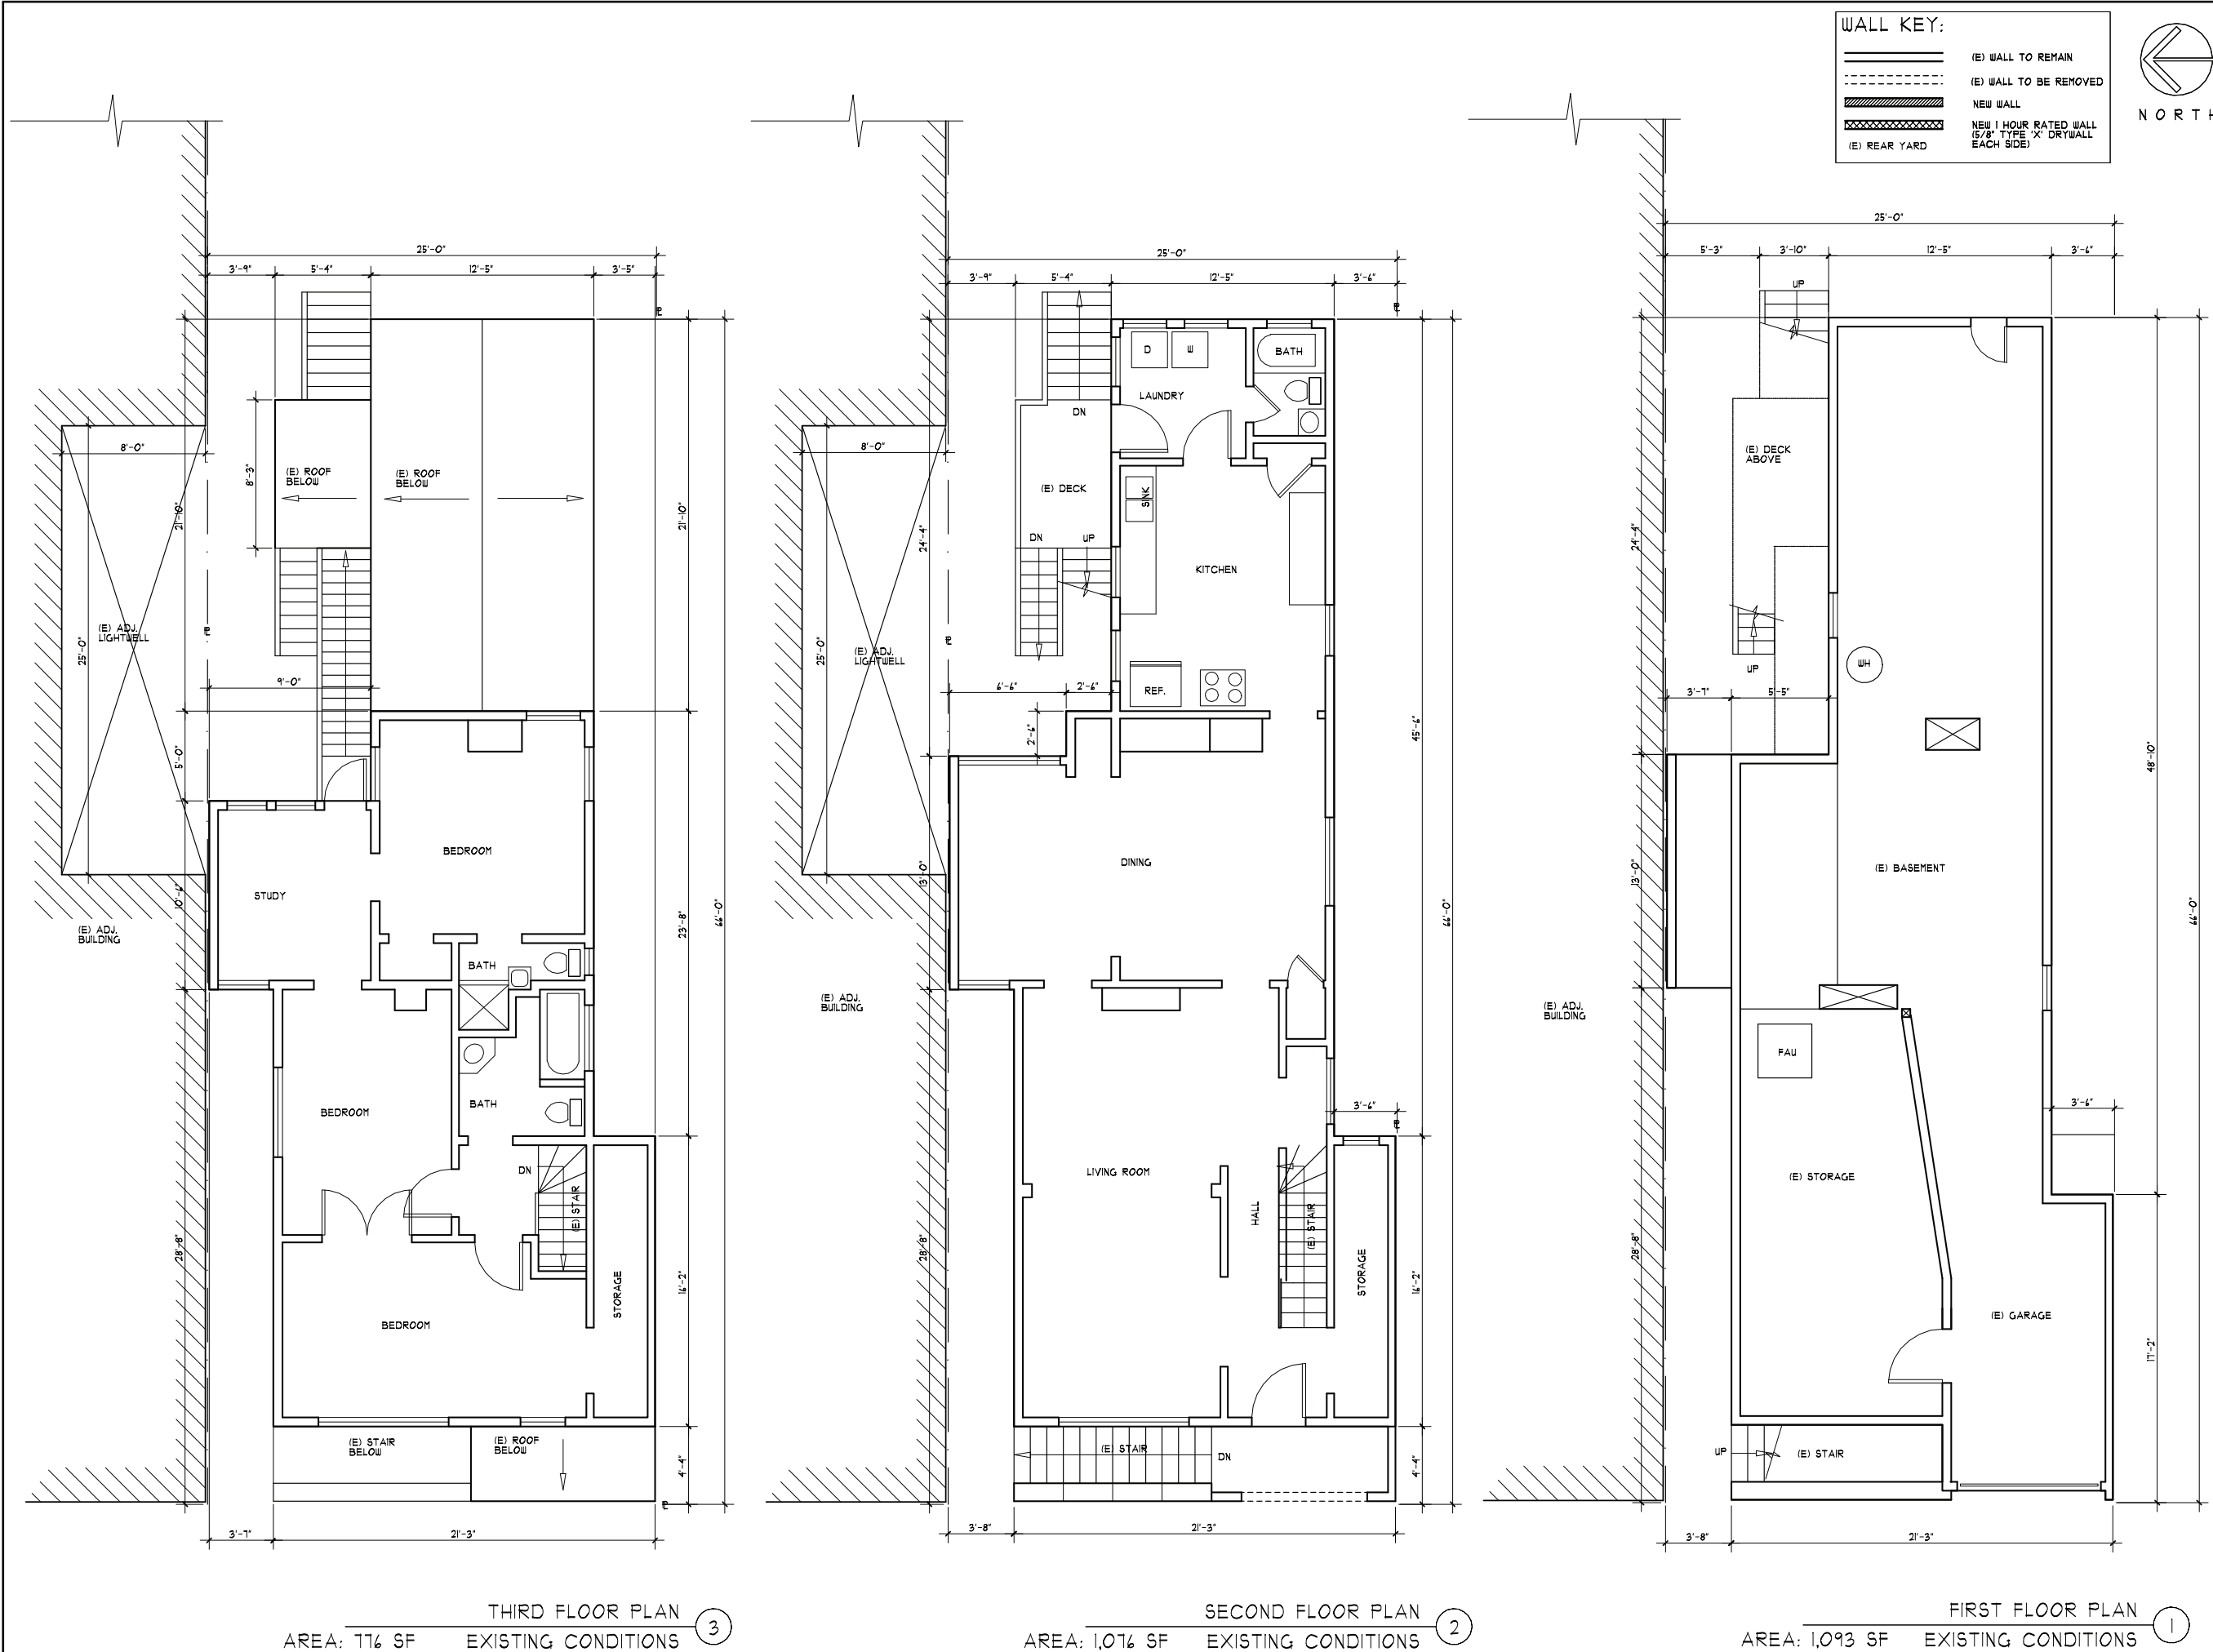 WALL KEY:
(E) WALL TO REMAIN
(E) WALL TO BE REMOVED
NEW WALL
NEW 1 HOUR RATED WALL
(5/8" TYPE 'X' DRYWALL
EACH SIDE)
(E) REAR YARD
NORTH
25'-0"
3'-9"
5'-4"
12'-5"
3'-5"
PL
8'-0"
8'-3"
(E) ROOF
BELOW
(E) ROOF
BELOW
21'-10"
21'-10"
(E) ADJ.
LIGHTWELL
25'-0"
PL
9'-0"
5'-0"
BEDROOM
STUDY
10'-6"
(E) ADJ.
BUILDING
23'-8"
66'-0"
BATH
BEDROOM
BATH
DN
(E) STAIR
28'-8"
STORAGE
16'-2"
BEDROOM
(E) STAIR
BELOW
(E) ROOF
BELOW
4'-4"
PL
3'-7"
21'-3"
THIRD FLOOR PLAN
3
AREA: 776 SF
EXISTING CONDITIONS
25'-0"
3'-9"
5'-4"
12'-5"
3'-6"
PL
D
W
BATH
LAUNDRY
DN
8'-0"
(E) DECK
SINK
24'-4"
DN
UP
KITCHEN
25'-0"
(E) ADJ.
LIGHTWELL
PL
6'-6"
2'-6"
REF.
2'-6"
45'-6"
DINING
13'-0"
66'-0"
(E) ADJ.
BUILDING
3'-6"
PL
LIVING ROOM
HALL
(E) STAIR
STORAGE
28'-8"
16'-2"
(E) STAIR
DN
4'-4"
3'-8"
21'-3"
SECOND FLOOR PLAN
2
AREA: 1,076 SF
EXISTING CONDITIONS
25'-0"
5'-3"
3'-10"
12'-5"
3'-6"
UP
(E) DECK
ABOVE
24'-4"
WH
UP
3'-7"
5'-5"
48'-10"
(E) BASEMENT
13'-0"
66'-0"
(E) ADJ.
BUILDING
FAU
3'-6"
(E) STORAGE
28'-8"
(E) GARAGE
17'-2"
UP
(E) STAIR
3'-8"
21'-3"
FIRST FLOOR PLAN
1
AREA: 1,093 SF
EXISTING CONDITIONS